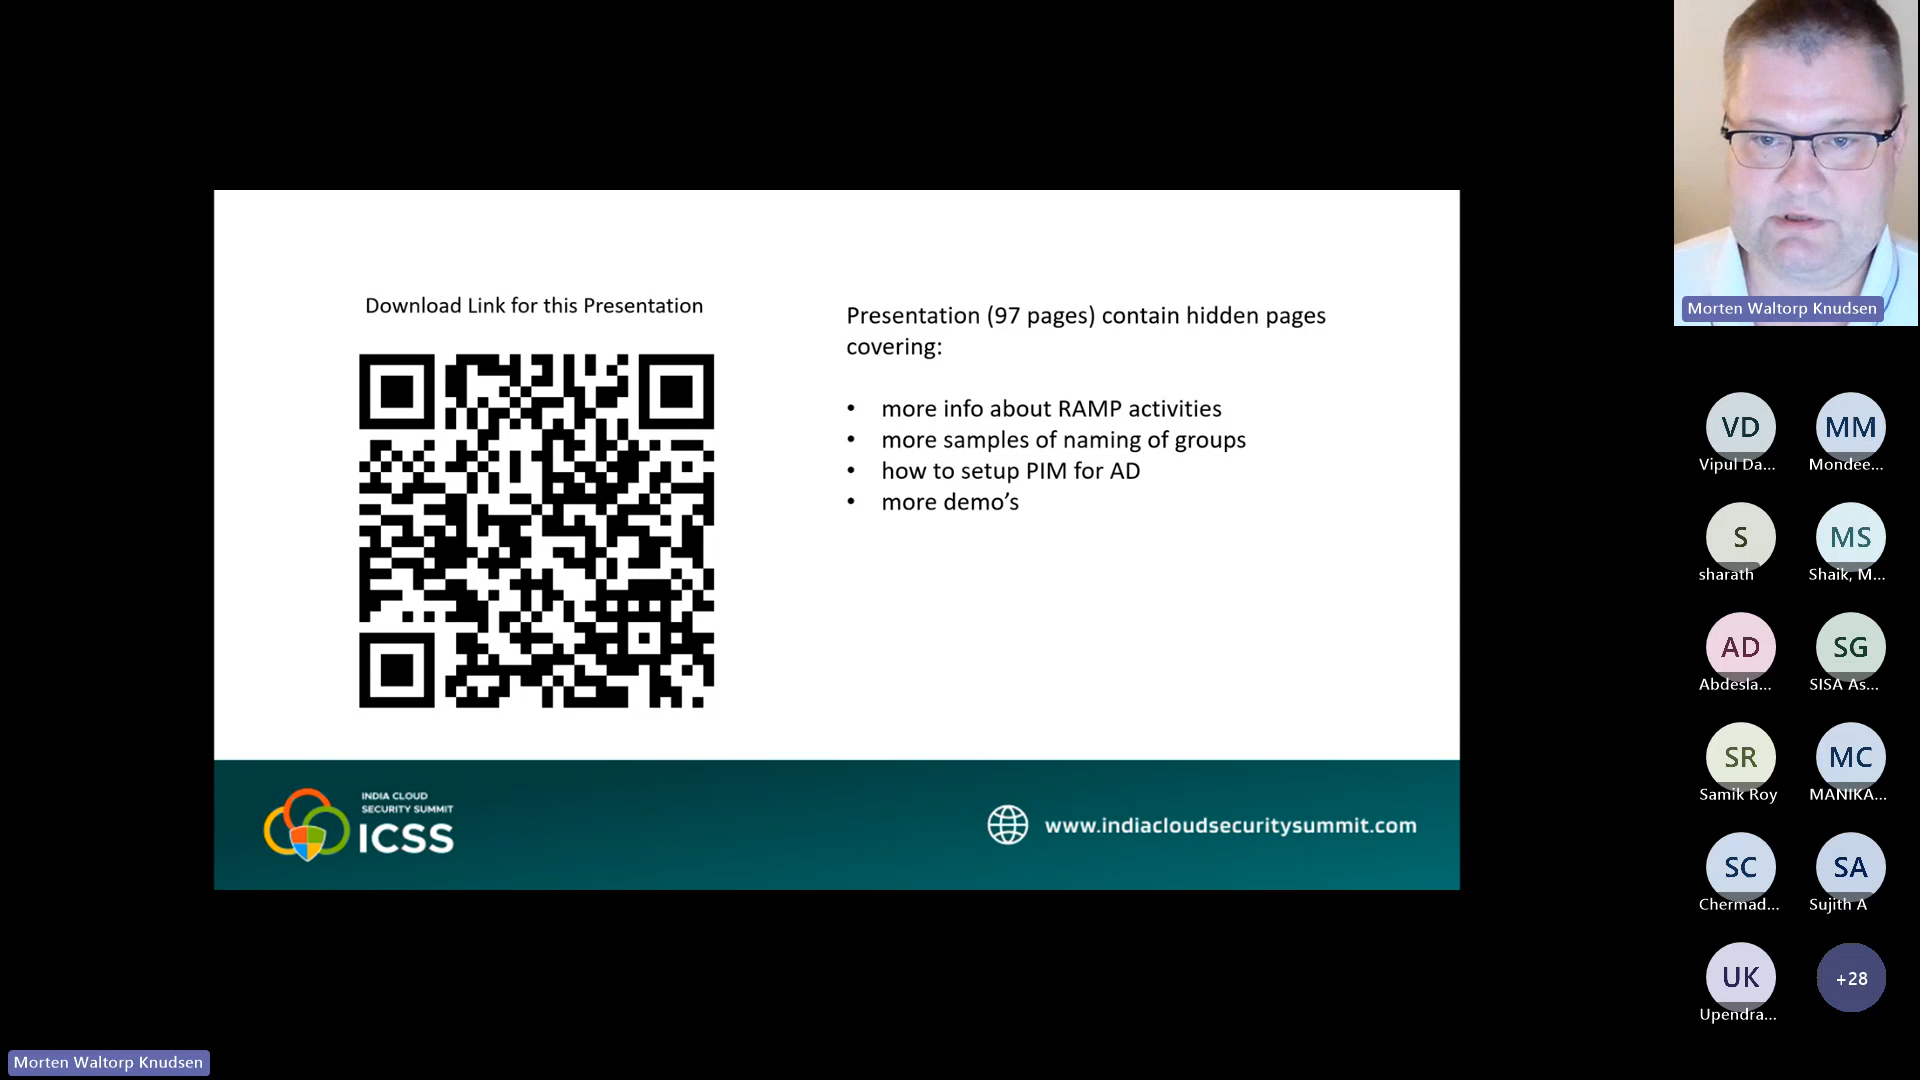 Download Link for this Presentation
Presentation (97 pages) contain hidden pages
covering:
• more info about RAMP activities
• more samples of naming of groups
• how to setup PIM for AD
• more demo’s
INDIA CLOUD
SECURITY SUMMIT
ICSS
www.indiacloudsecuritysummit.com
Morten Waltorp Knudsen
VD
Vipul Da...
MM
Mondee...
S
sharath
MS
Shaik, M...
AD
Abdesla...
SG
SISA As...
SR
Samik Roy
MC
MANIKA...
SC
Chermad...
SA
Sujith A
UK
Upendra...
+28
Morten Waltorp Knudsen